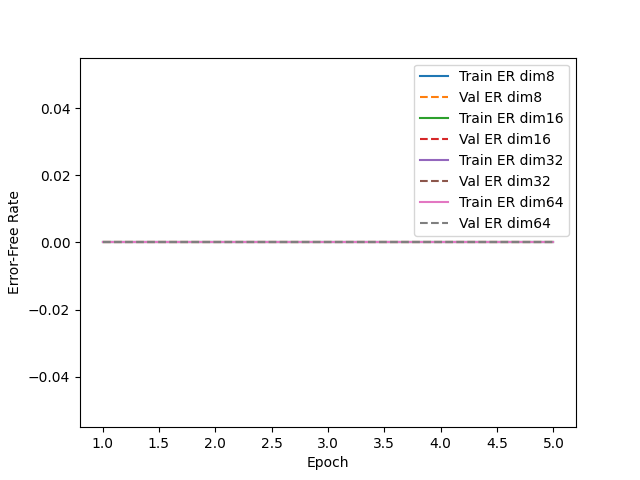 Train ER dim8
Val ER dim8
Train ER dim16
Val ER dim16
Train ER dim32
Val ER dim32
Train ER dim64
Val ER dim64
0.04
0.02
0.00
−0.02
−0.04
Error-Free Rate
1.0 1.5 2.0 2.5 3.0 3.5 4.0 4.5 5.0
Epoch